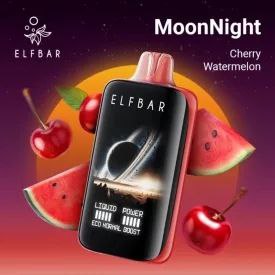 ELFBAR
MoonNight
Cherry
Watermelon
ELFBAR
LIQUID POWER
ECO NORMAL BOOST